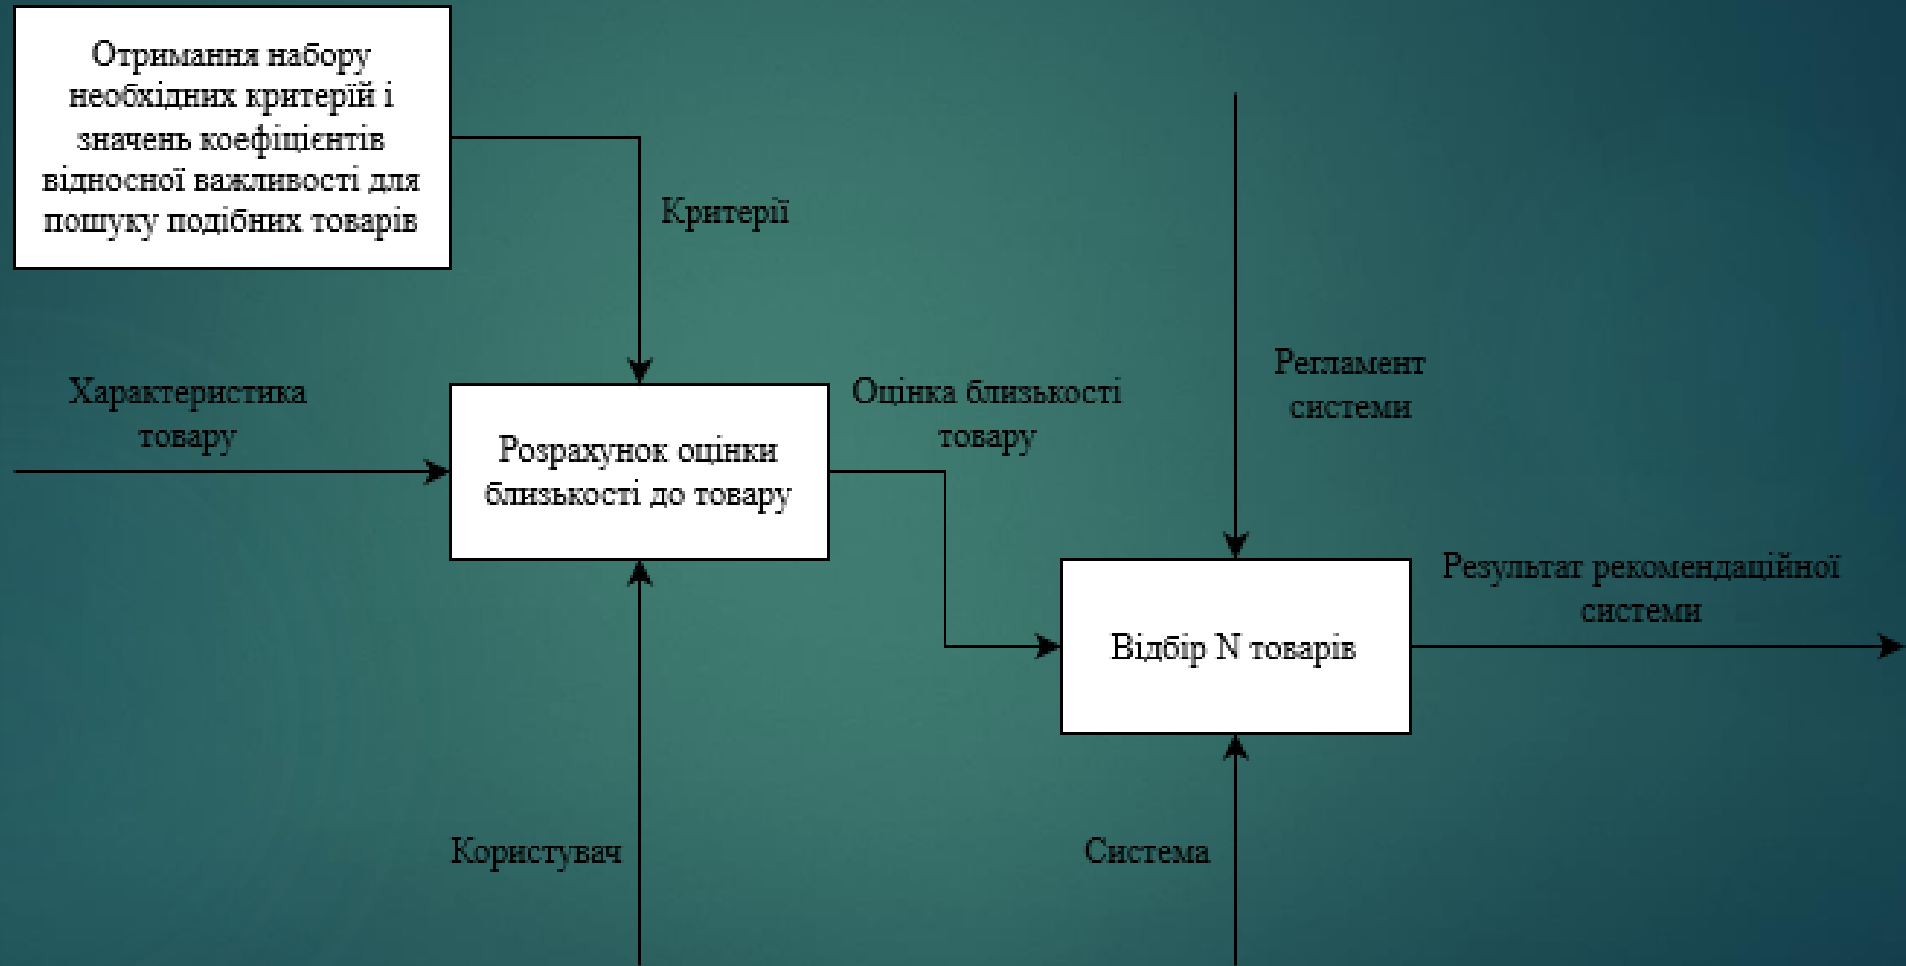 Отримання набору
необхідних критерїй і
значень коефіцієнтів
відносної важливості для
пошуку подібних товарів
Критерії
Регламент
системи
Характеристика
товару
Розрахунок оцінки
близькості до товару
Оцінка близькості
товару
Відбір N товарів
Результат рекомендаційної
системи
Користувач
Система